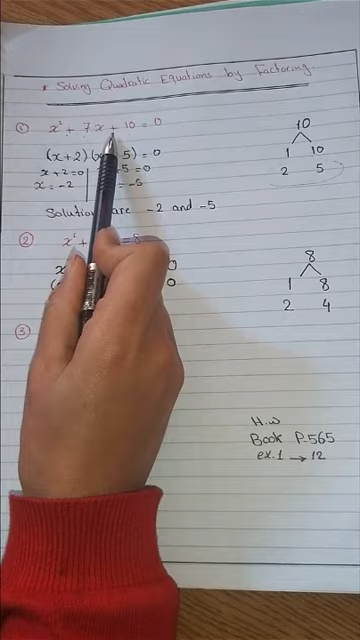 * Solving Quadratic Equations by Factoring.
① x² + 7x + 10 = 0
(x+2)(x 5) = 0
x+2=0 | 5=0
x = -2 = -5
Solutions are -2 and -5
② x² + = 8
x 0
( 0
③
10
1 10
2 5
8
1 8
2 4
H.W
Book P.565
ex.1 → 12